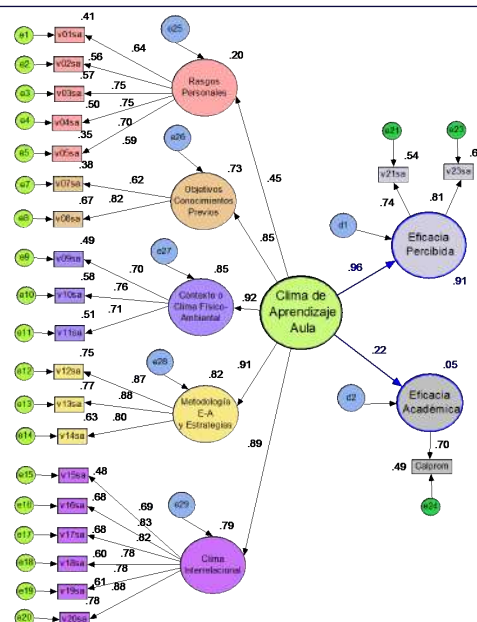 .41
e1
v01sa
.64
e25
.20
e2
.56
v02sa
.57
.75
Rasgos
Personales
e3
v03sa
.50
.75
e4
v04sa
.35
.70
e5
v05sa
.59
.38
e26
.73
e7
v07sa
.62
.67
.82
e8
v08sa
Objetivos
Conocimientos
Previos
.45
.85
.49
e27
.85
e9
v09sa
.58
.70
e10
v10sa
.76
.51
.71
e11
v11sa
Contexto o
Clima Físico-
Ambiantal
.92
Clima de
Aprendizaje
Aula
.75
e28
.82
.91
e12
v12sa
.87
.77
e13
v13sa
.88
.63
.80
e14
v14sa
Metodología
E-A
y Estrategias
.89
e15
v15sa
.48
.69
e16
v16sa
.68
.83
e29
.79
e17
v17sa
.68
.82
e18
v18sa
.60
.78
e19
v19sa
.61
.78
.88
e20
v20sa
.78
Clima
Interrelacional
e21
e23
.54
v21sa
v23sa
.74
.81
d1
Eficacia
Percibida
.96
.91
.22
.05
d2
Eficacia
Académica
.70
.49
Calprom
e24